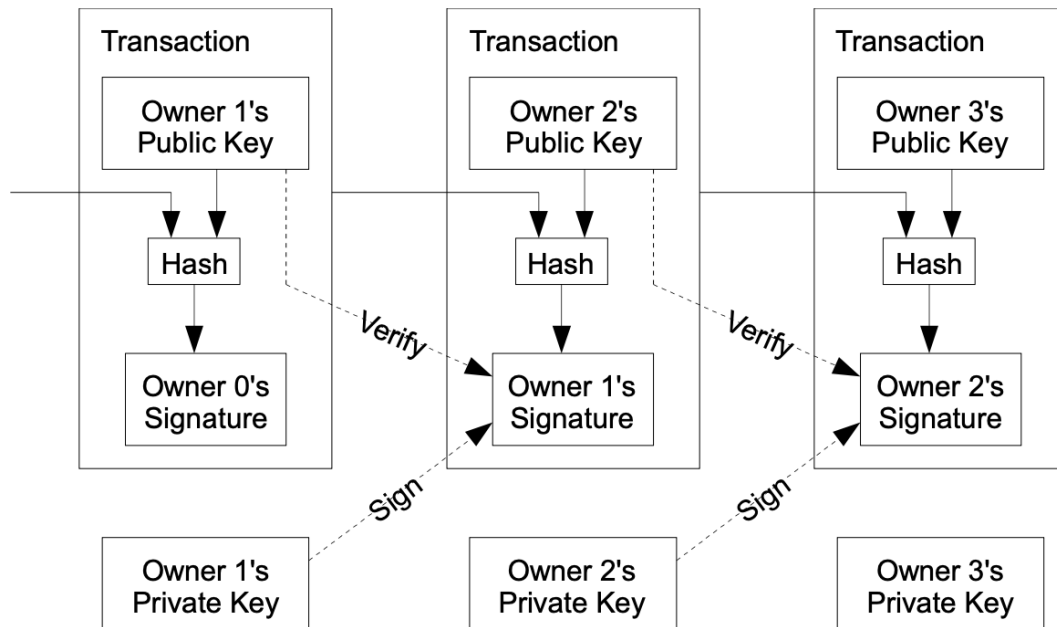 Transaction
Transaction
Transaction
Owner 1's
Public Key
Owner 2's
Public Key
Owner 3's
Public Key
Hash
Hash
Hash
Verify
Verify
Owner 0's
Signature
Owner 1's
Signature
Owner 2's
Signature
Sign
Sign
Owner 1's
Private Key
Owner 2's
Private Key
Owner 3's
Private Key